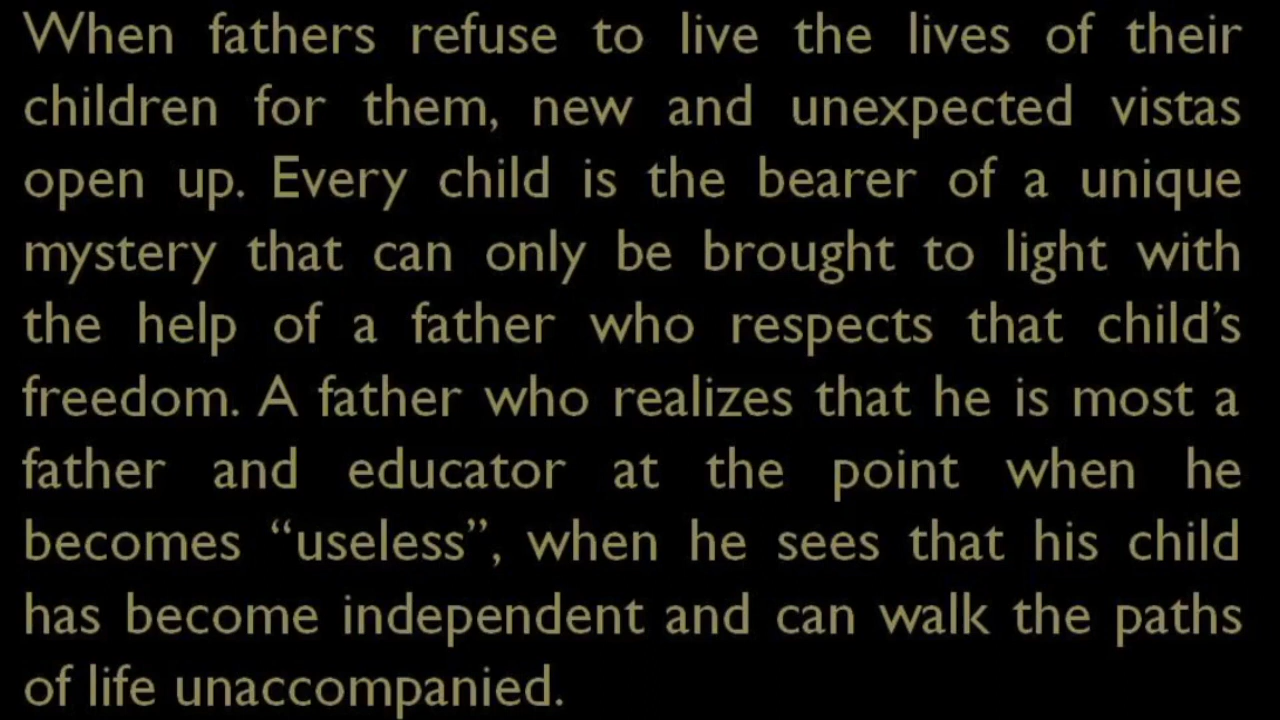 When fathers refuse to live the lives of their
children for them, new and unexpected vistas
open up. Every child is the bearer of a unique
mystery that can only be brought to light with
the help of a father who respects that child’s
freedom. A father who realizes that he is most a
father and educator at the point when he
becomes “useless”, when he sees that his child
has become independent and can walk the paths
of life unaccompanied.